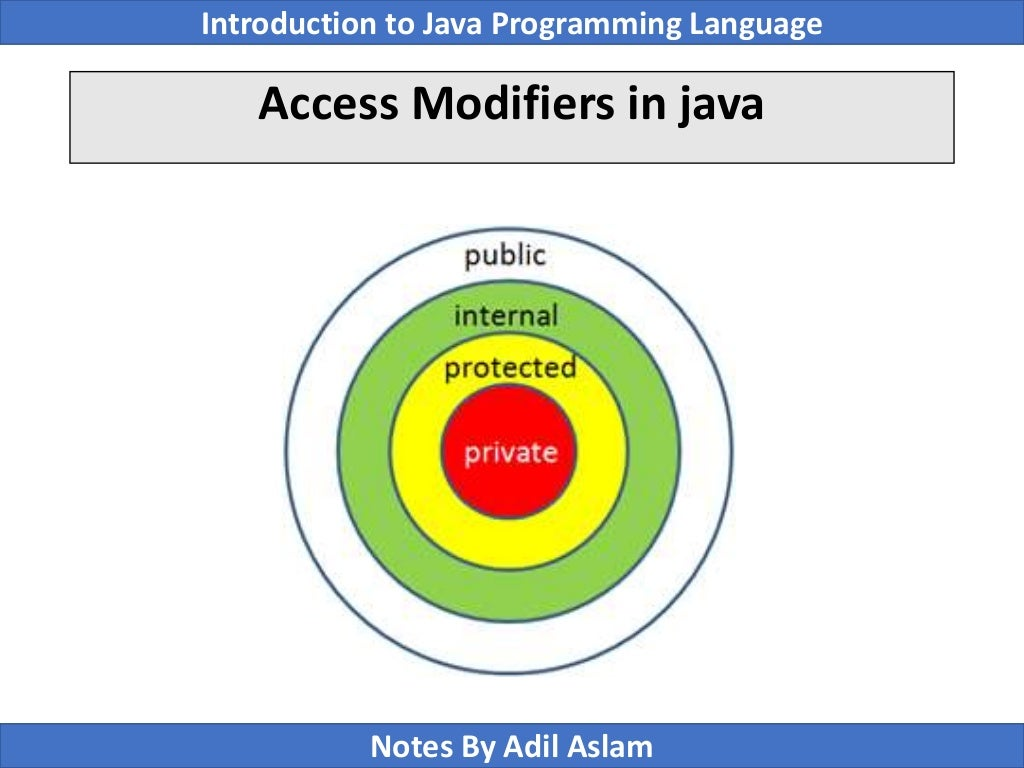 Introduction to Java Programming Language
Access Modifiers in java
public
internal
protected
private
Notes By Adil Aslam